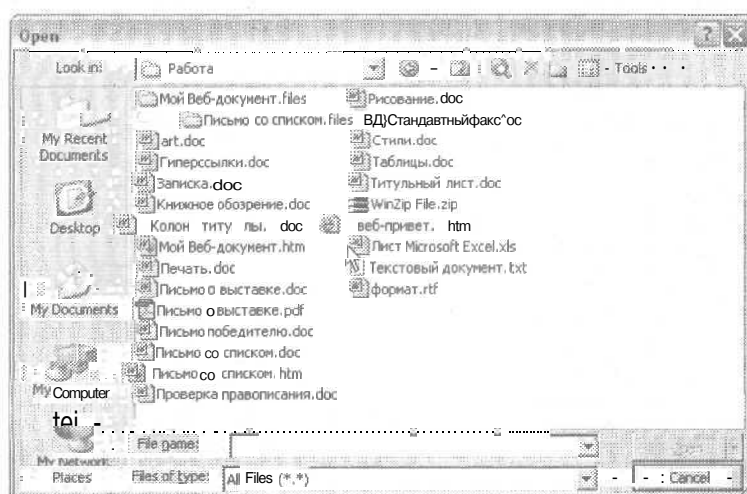 Open
Look in: Работа - Tools
My Recent Documents
Desktop
My Documents
My Computer
My Network Places
Мой Веб-документ.files
Письмо со списком.files
art.doc
Гиперссылки.doc
Записка.doc
Книжное обозрение.doc
Колон титу лы. doc
Мой Веб-документ.htm
Печать.doc
Письмо о выставке.doc
Письмо о выставке.pdf
Письмо победителю.doc
Письмо со списком.doc
Письмо со списком. htm
Проверка правописания.doc
Рисование.doc
ВД}Стандавтныйфакс^ос
Стили.doc
Таблицы.doc
Титульный лист.doc
WinZip File.zip
веб-привет. htm
Лист Microsoft Excel.xls
Текстовый документ.txt
формат.rtf
File name:
Files of type: All Files (*.*)
Cancel